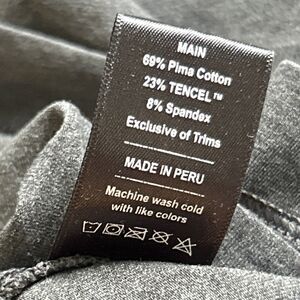 MAIN
69% Pima Cotton
23% TENCEL™
8% Spandex
Exclusive of Trims
MADE IN PERU
Machine wash cold
with like colors